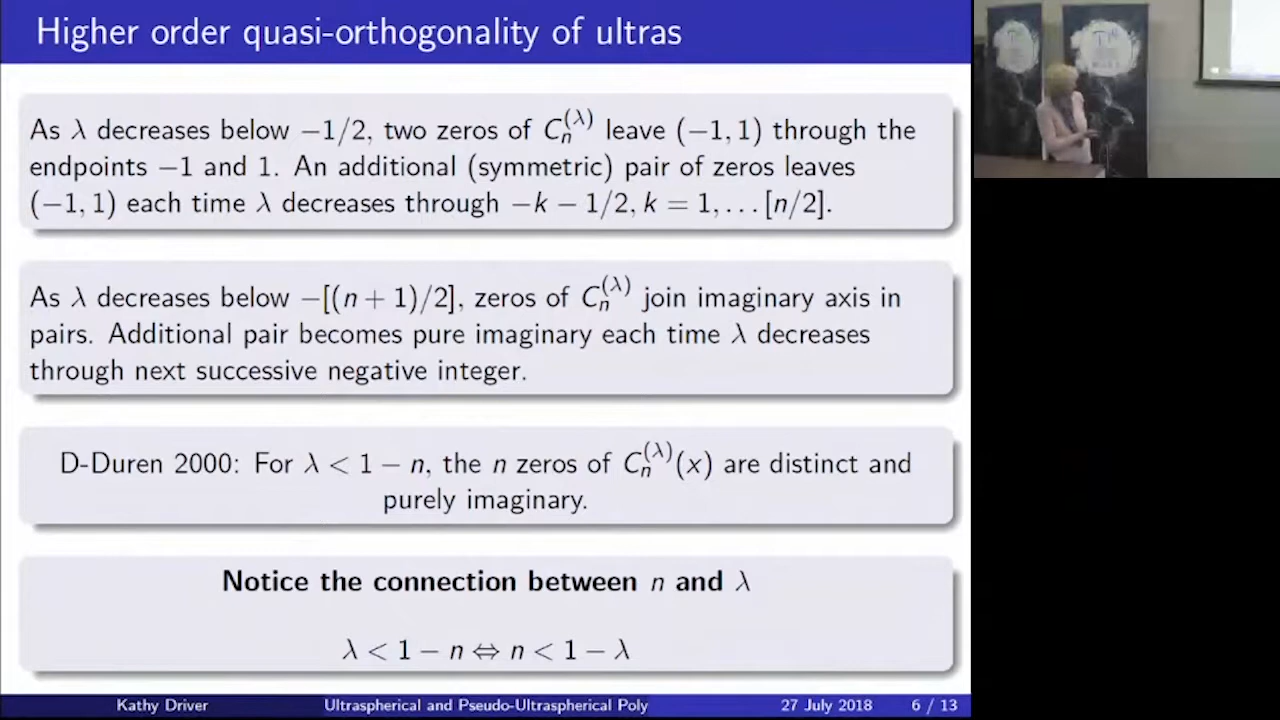 Higher order quasi-orthogonality of ultras
As λ decreases below −1/2, two zeros of C_n^{(λ)} leave (−1, 1) through the
endpoints −1 and 1. An additional (symmetric) pair of zeros leaves
(−1, 1) each time λ decreases through −k − 1/2, k = 1, . . . [n/2].
As λ decreases below −[(n + 1)/2], zeros of C_n^{(λ)} join imaginary axis in
pairs. Additional pair becomes pure imaginary each time λ decreases
through next successive negative integer.
D-Duren 2000: For λ < 1 − n, the n zeros of C_n^{(λ)}(x) are distinct and
purely imaginary.
Notice the connection between n and λ
λ < 1 − n ⇔ n < 1 − λ
Kathy Driver Ultraspherical and Pseudo-Ultraspherical Poly 27 July 2018 6 / 13